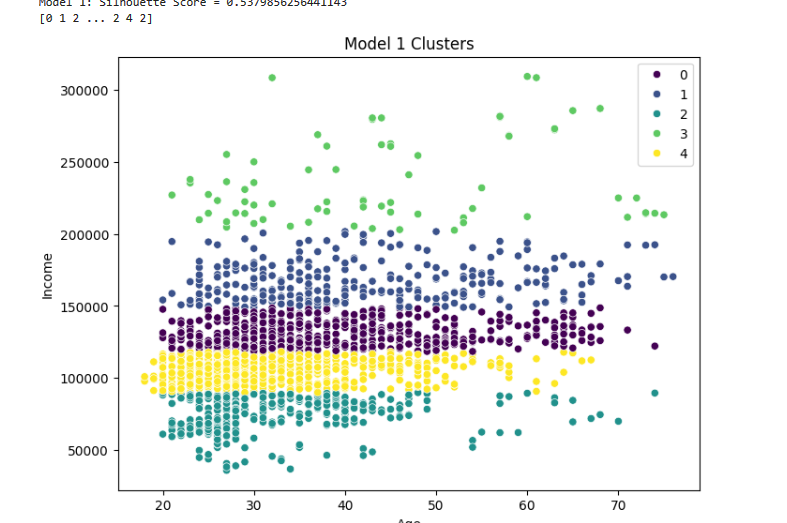 Model 1: Silhouette Score = 0.5379856256441143
[0 1 2 ... 2 4 2]
Model 1 Clusters
0
1
2
3
4
300000
250000
200000
150000
100000
50000
Income
20 30 40 50 60 70
Age